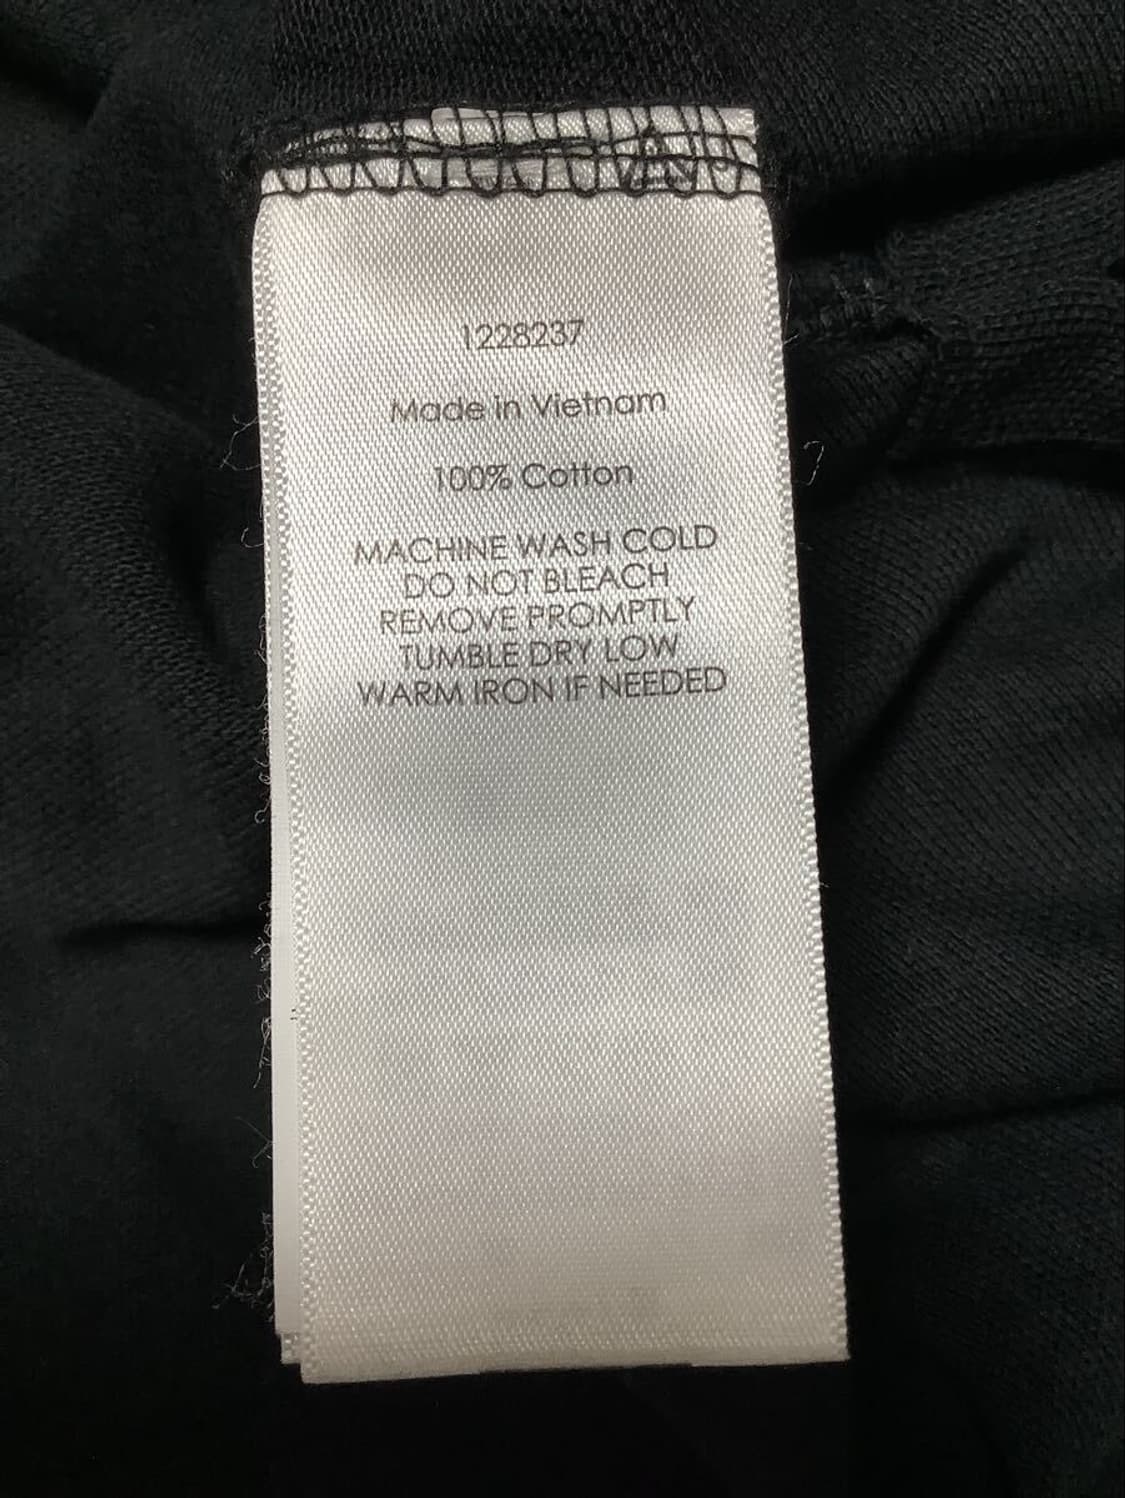 1228237
Made in Vietnam
100% Cotton
MACHINE WASH COLD
DO NOT BLEACH
REMOVE PROMPTLY
TUMBLE DRY LOW
WARM IRON IF NEEDED